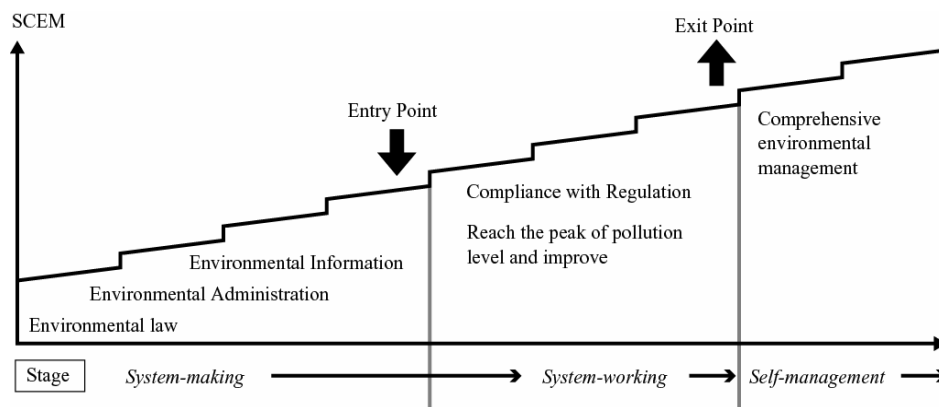 SCEM
Exit Point
Entry Point
Comprehensive
environmental
management
Compliance with Regulation
Reach the peak of pollution
level and improve
Environmental Information
Environmental Administration
Environmental law
Stage System-making System-working Self-management